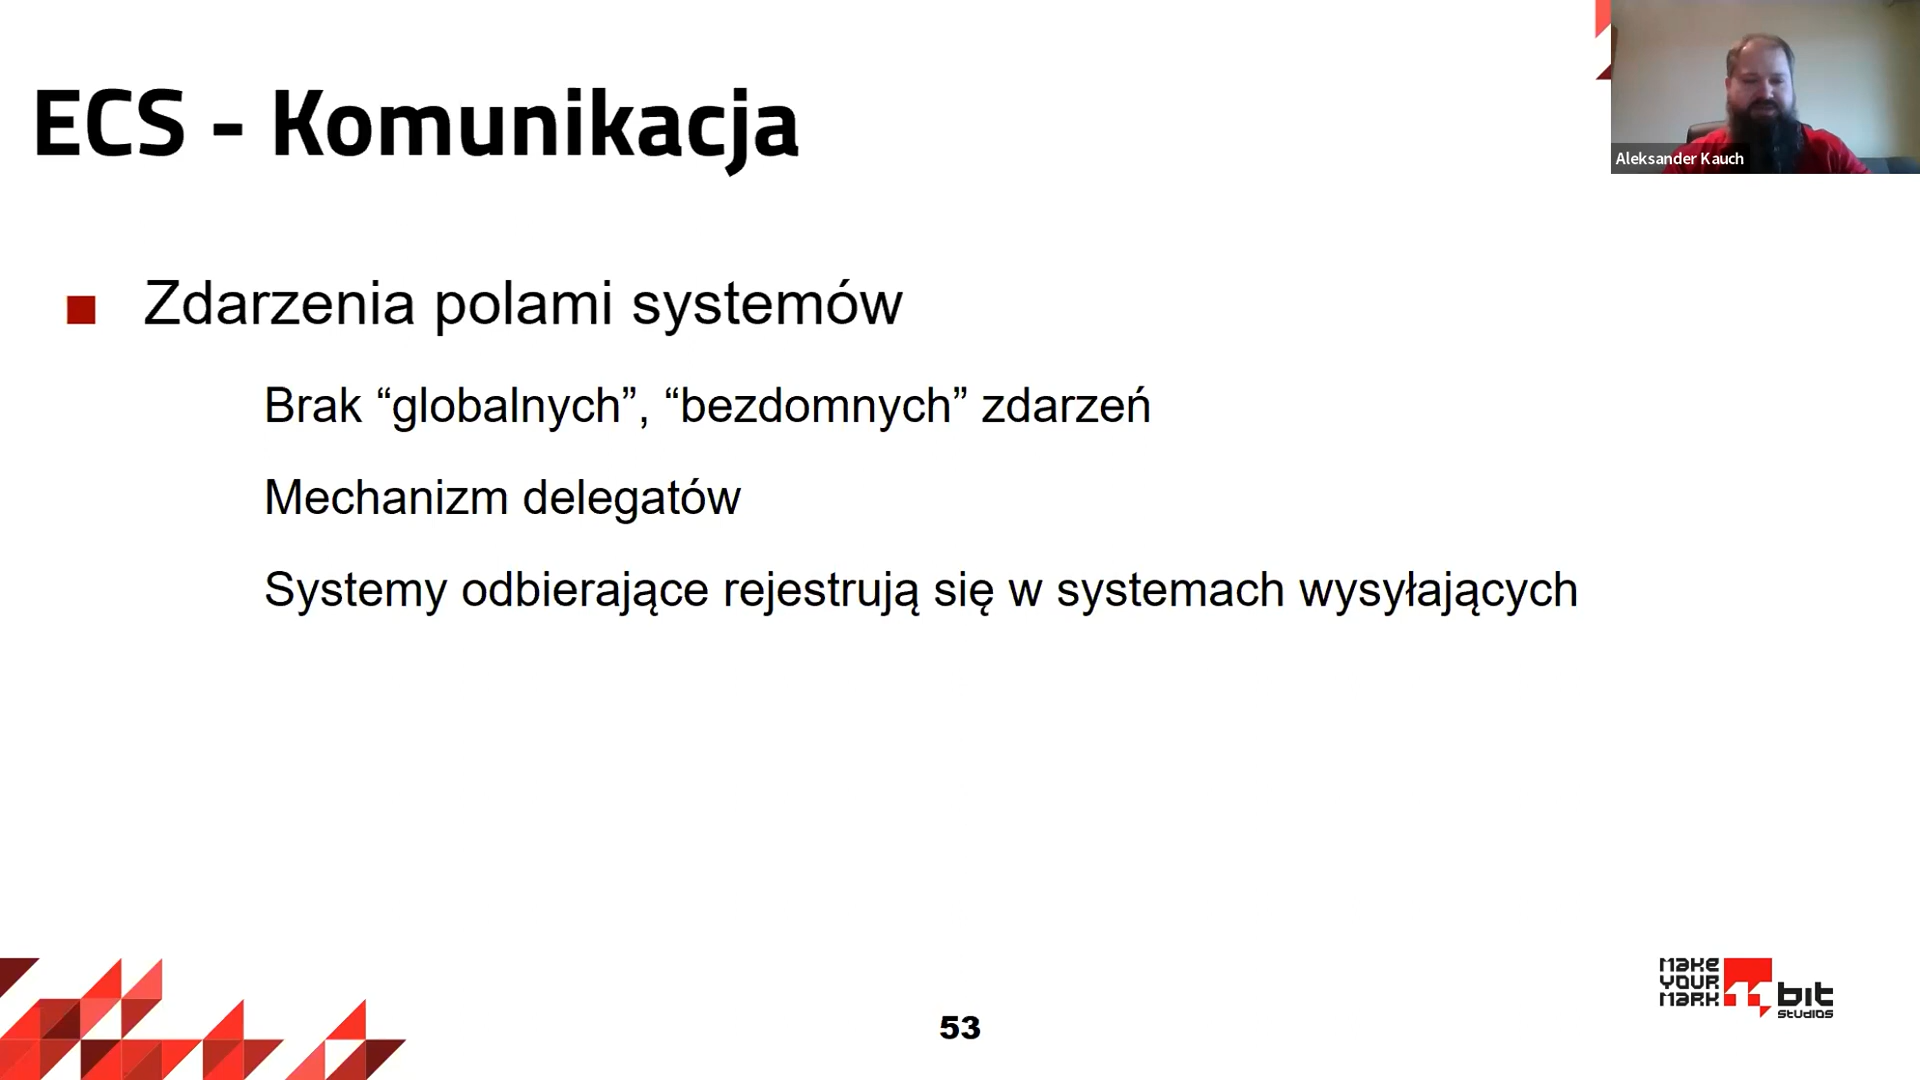 ECS - Komunikacja
Aleksander Kauch
Zdarzenia polami systemów
Brak “globalnych”, “bezdomnych” zdarzeń
Mechanizm delegatów
Systemy odbierające rejestrują się w systemach wysyłających
53
MAKE
YOUR
MARK
11 bit
STUDIOS